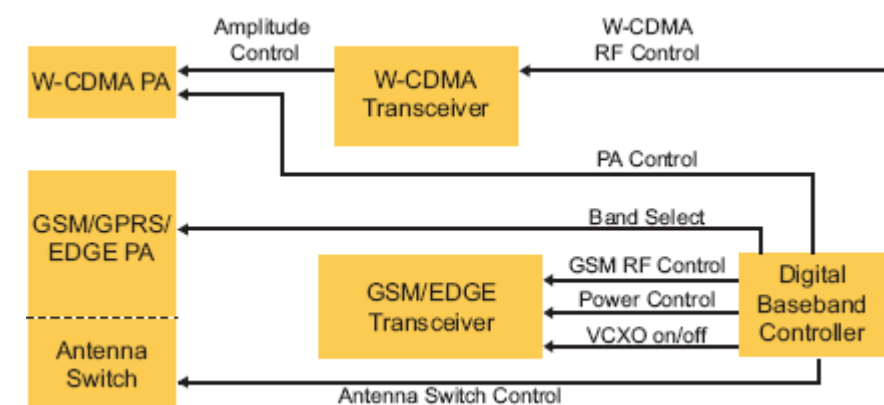 Amplitude
Control
W-CDMA
RF Control
W-CDMA PA
W-CDMA
Transceiver
PA Control
GSM/GPRS/
EDGE PA
Band Select
GSM/EDGE
Transceiver
GSM RF Control
Power Control
VCXO on/off
Digital
Baseband
Controller
Antenna
Switch
Antenna Switch Control